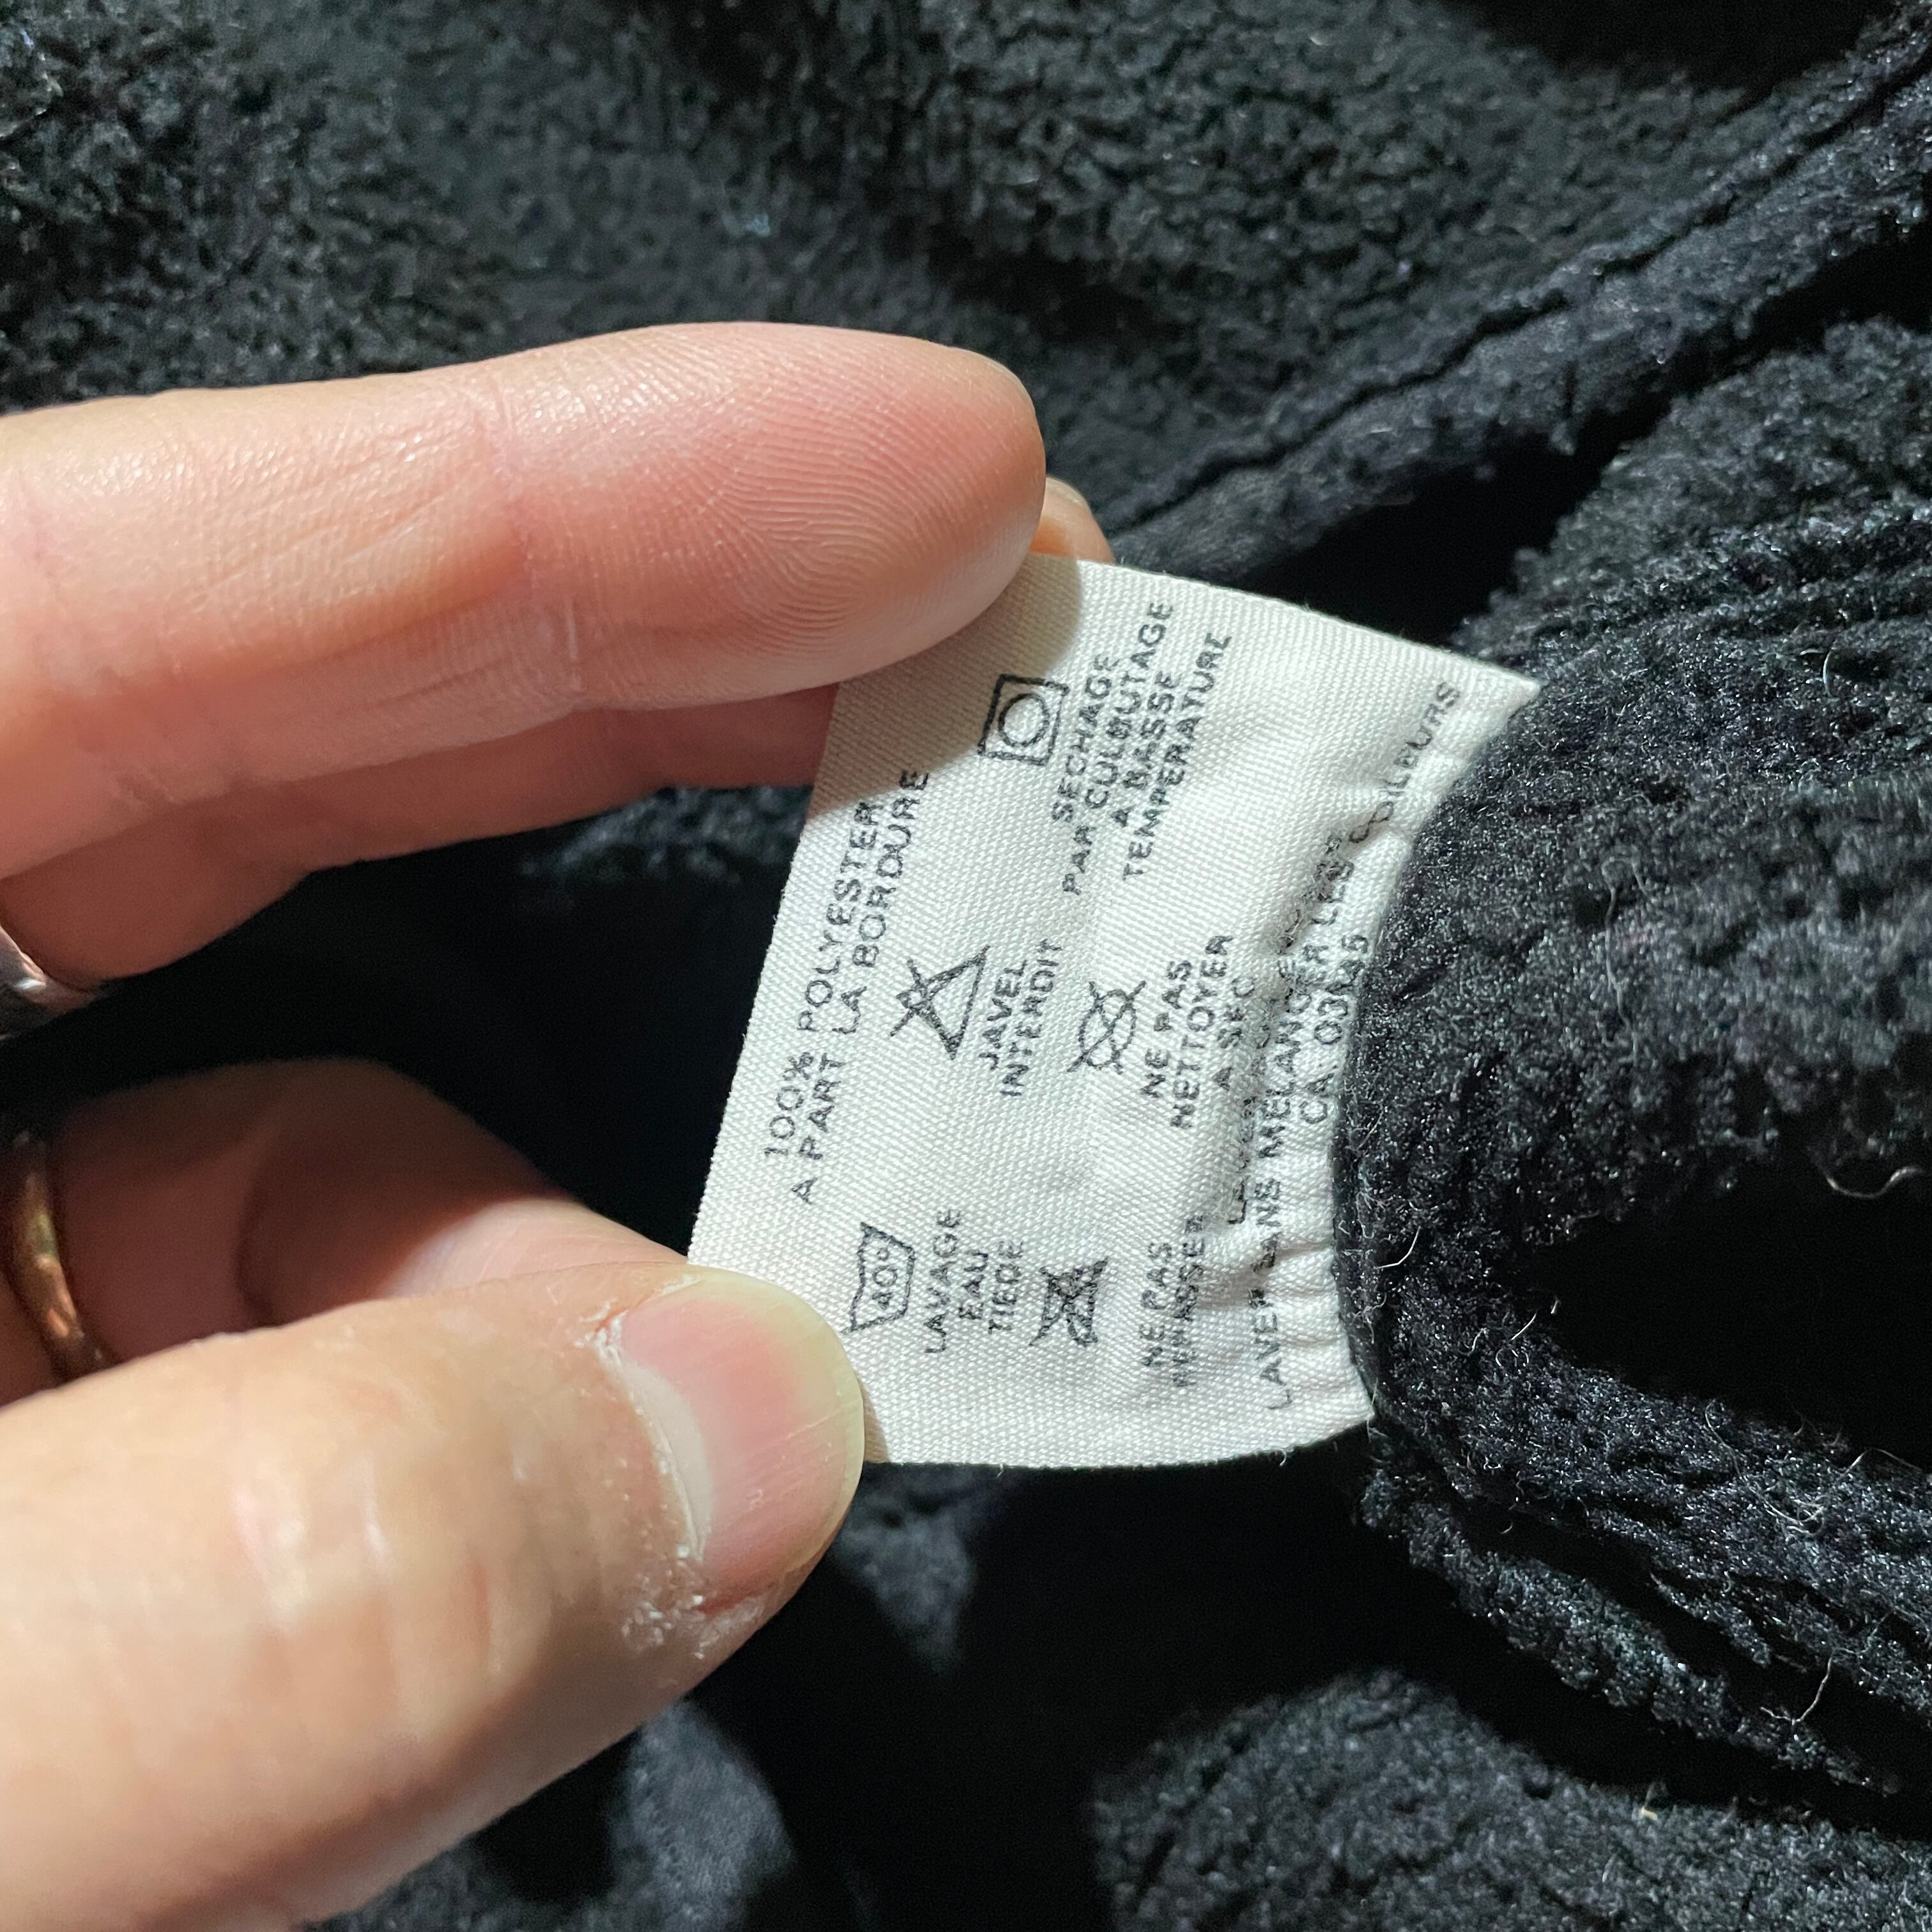 100% POLYESTER
A PART LA BORDURE
40°
LAVAGE
EAU
TIEDE
JAVEL
INTERDIT
SECHAGE
PAR CULBUTAGE
A BASSE
TEMPERATURE
NE PAS
REPASSER
NE PAS
NETTOYER
A SEC
LAVER SANS MELANGER LES COULEURS
CA